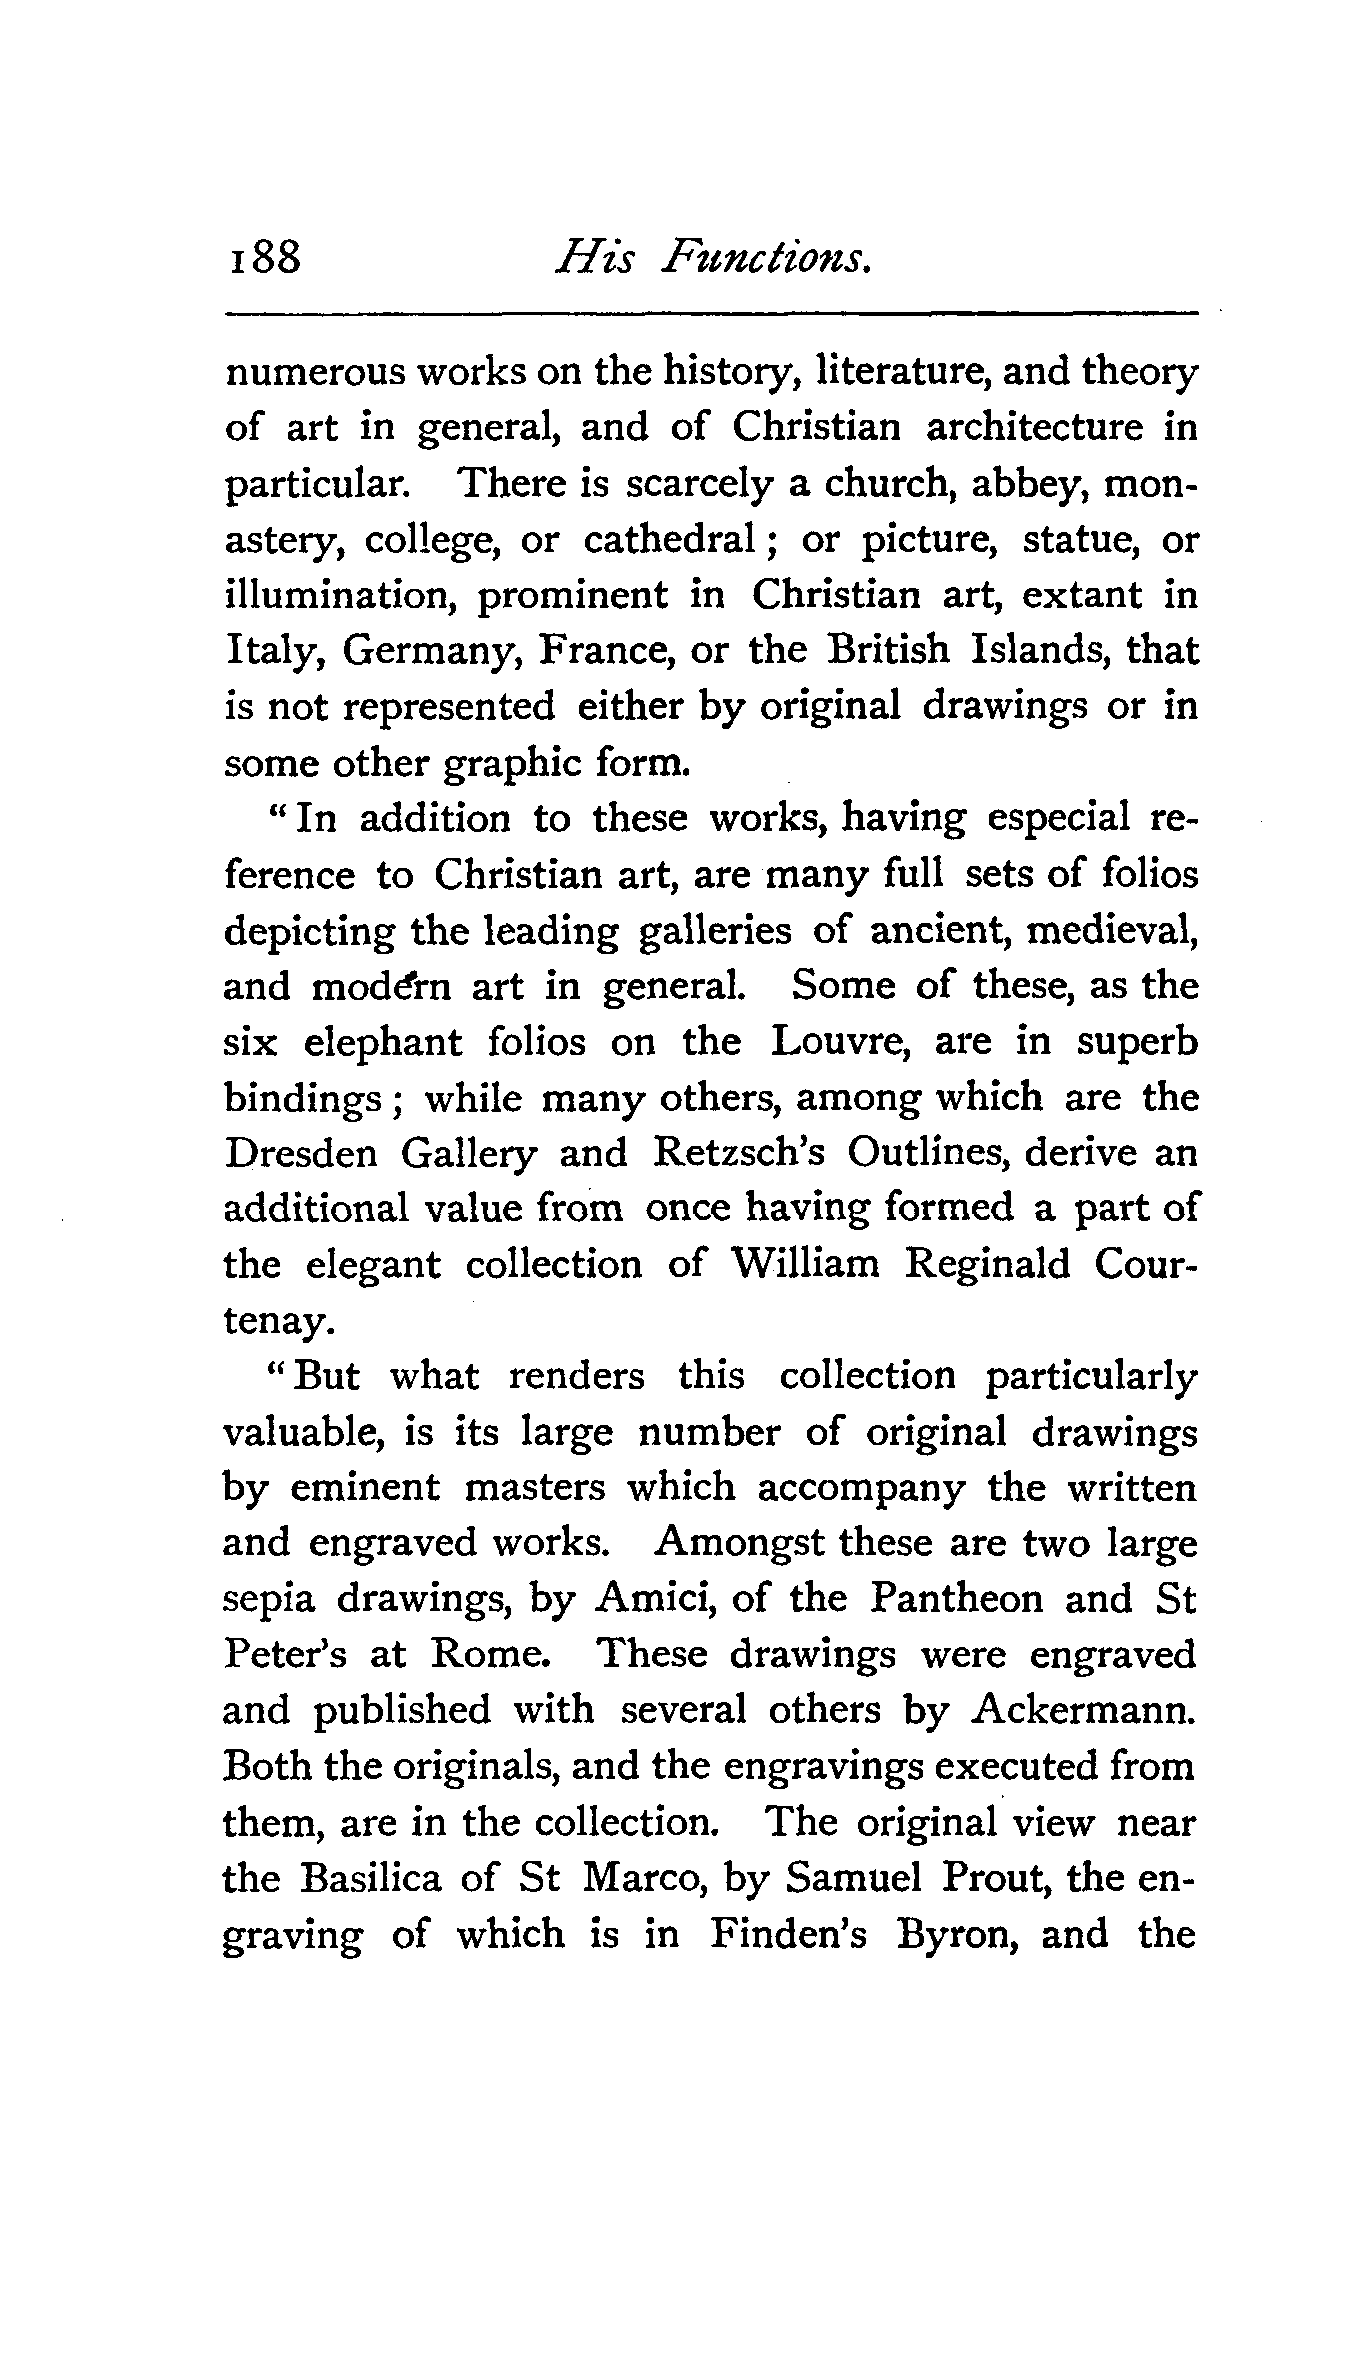 188 His Functions.
numerous works on the history, literature, and theory
of art in general, and of Christian architecture in
particular. There is scarcely a church, abbey, mon-
astery, college, or cathedral ; or picture, statue, or
illumination, prominent in Christian art, extant in
Italy, Germany, France, or the British Islands, that
is not represented either by original drawings or in
some other graphic form.
“ In addition to these works, having especial re-
ference to Christian art, are many full sets of folios
depicting the leading galleries of ancient, medieval,
and modern art in general. Some of these, as the
six elephant folios on the Louvre, are in superb
bindings ; while many others, among which are the
Dresden Gallery and Retzsch's Outlines, derive an
additional value from once having formed a part of
the elegant collection of William Reginald Cour-
tenay.
“ But what renders this collection particularly
valuable, is its large number of original drawings
by eminent masters which accompany the written
and engraved works. Amongst these are two large
sepia drawings, by Amici, of the Pantheon and St
Peter's at Rome. These drawings were engraved
and published with several others by Ackermann.
Both the originals, and the engravings executed from
them, are in the collection. The original view near
the Basilica of St Marco, by Samuel Prout, the en-
graving of which is in Finden's Byron, and the